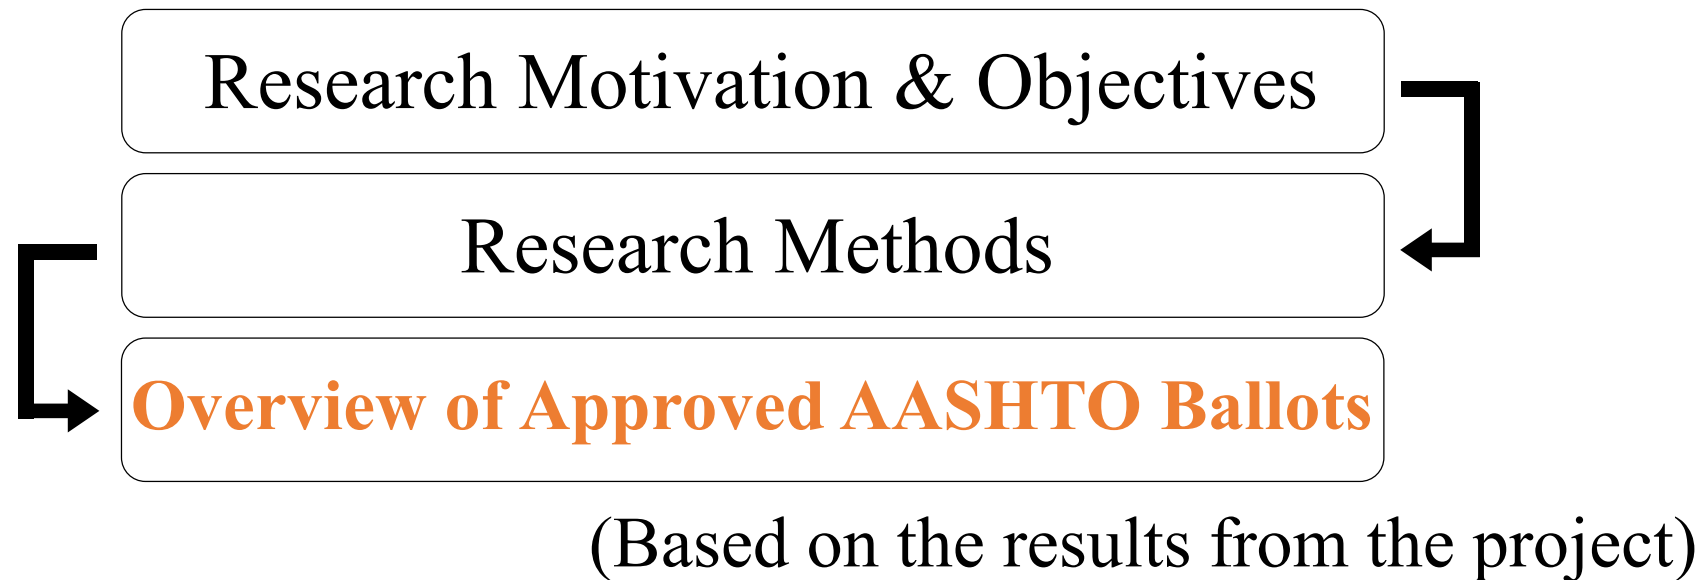 Research Motivation & Objectives
Research Methods
Overview of Approved AASHTO Ballots
(Based on the results from the project)